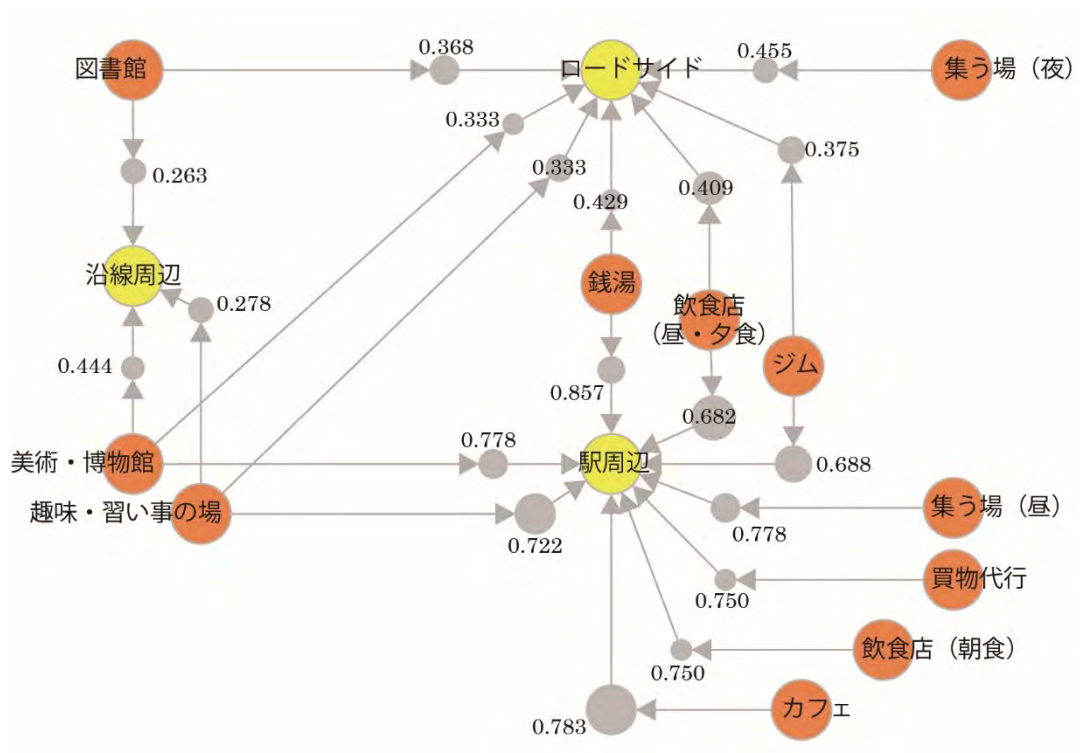 図書館
0.368
ロードサイド
0.455
集う場（夜）
0.333
0.333
0.375
0.263
0.409
0.429
沿線周辺
0.278
銭湯
飲食店
（昼・夕食）
0.444
ジム
0.857
0.682
美術・博物館
0.778
駅周辺
0.688
趣味・習い事の場
0.722
0.778
集う場（昼）
0.750
買物代行
0.750
飲食店（朝食）
0.783
カフェ